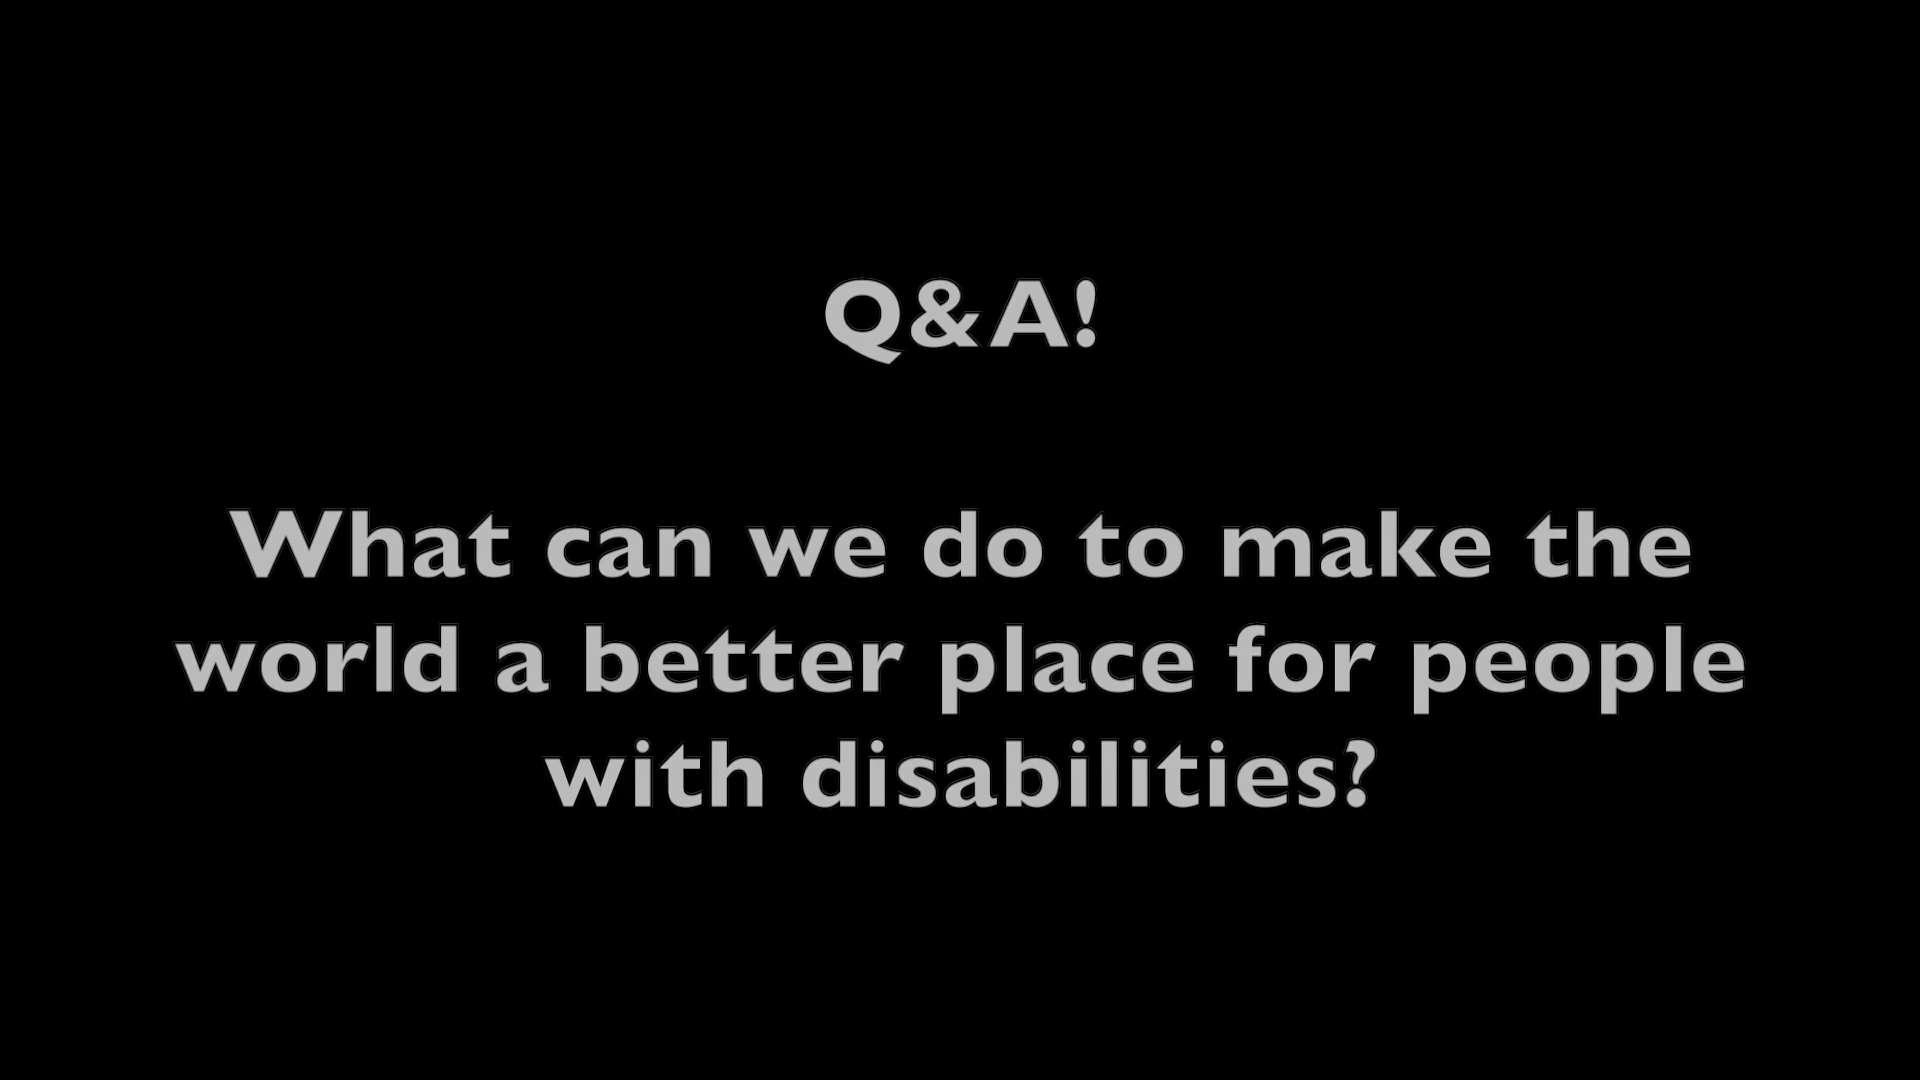 Q&A!
What can we do to make the
world a better place for people
with disabilities?